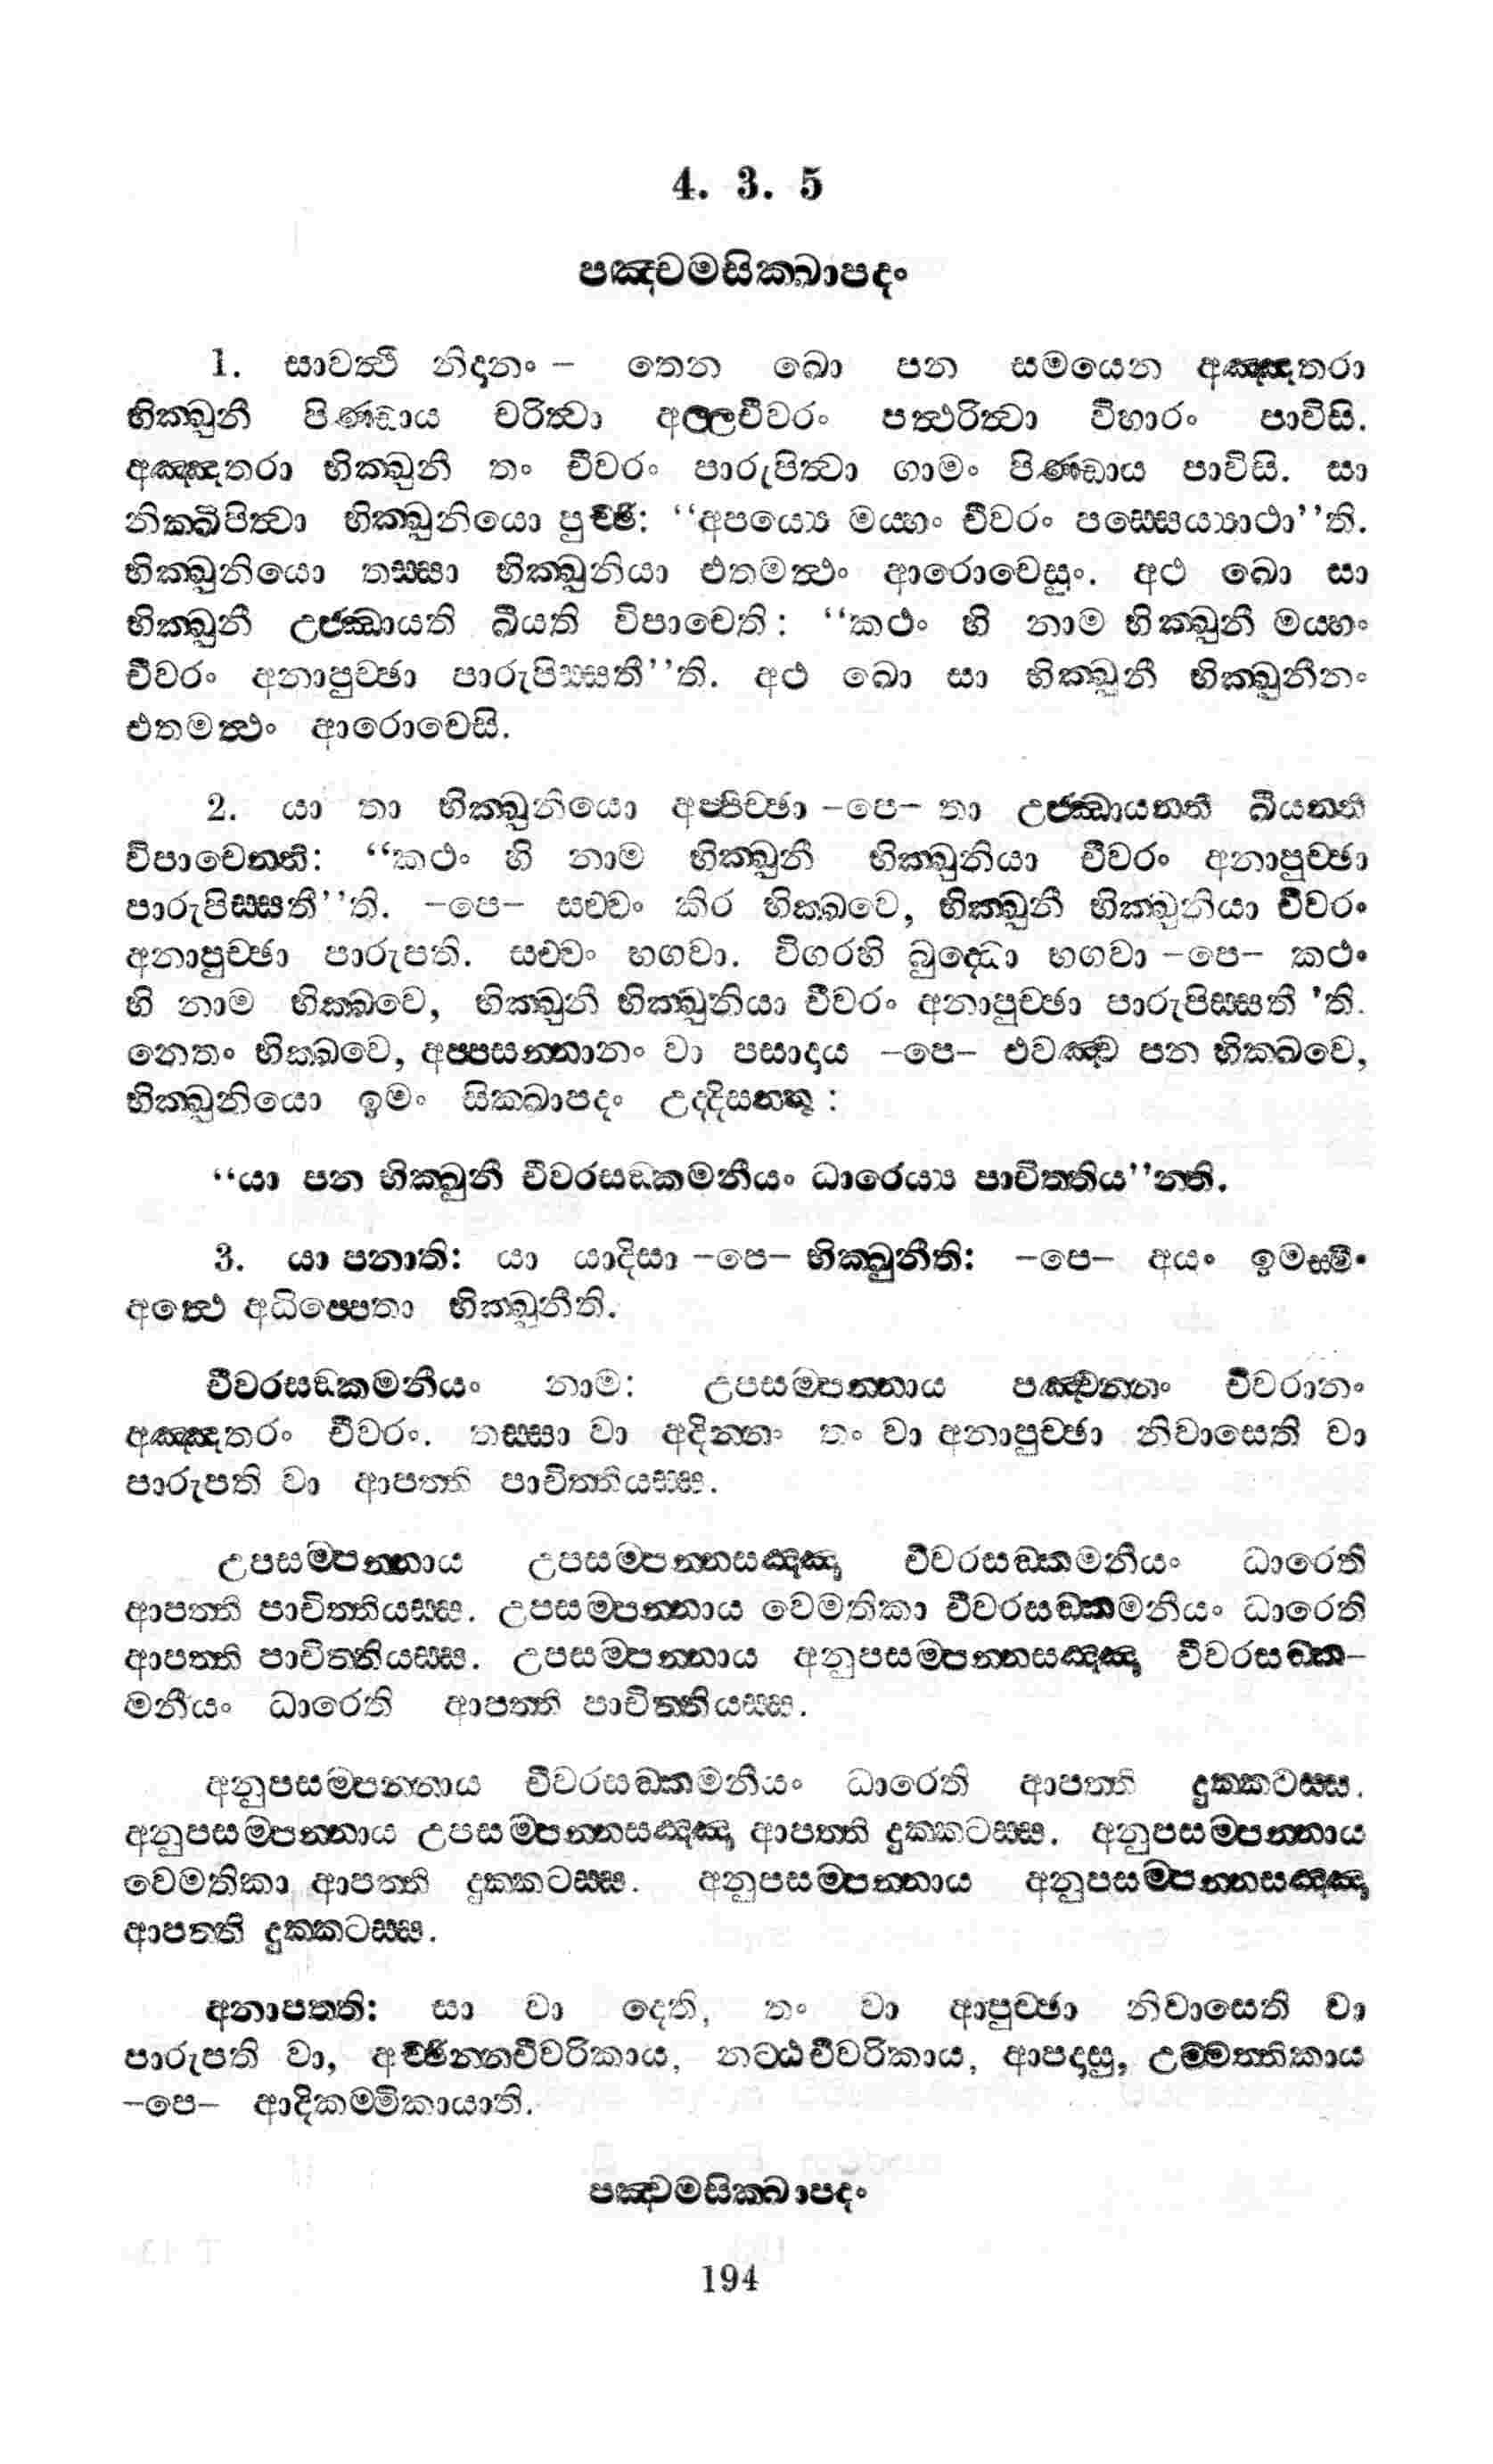 4. 3. 5
පඤ්චමසික්ඛාපදං
1. සාවත්ථි නිදානං – තෙන ඛො පන සමයෙන අඤ්ඤතරා
භික්ඛුනී පිණ්ඩාය චරිත්වා අල්ලචීවරං පත්ථරිත්වා විහාරං පාවිසි.
අඤ්ඤතරා භික්ඛුනී තං චීවරං පාරුපිත්වා ගාමං පිණ්ඩාය පාවිසි. සා
නික්ඛිපිත්වා භික්ඛුනියො පුච්ඡි: “අපය්යෙ මය්හං චීවරං පස්සෙය්යාථා”ති.
භික්ඛුනියො තස්සා භික්ඛුනියා එතමත්ථං ආරොචෙසුං. අථ ඛො සා
භික්ඛුනී උජ්ඣායති ඛීයති විපාචෙති: “කථං හි නාම භික්ඛුනී මය්හං
චීවරං අනාපුච්ඡා පාරුපිස්සතී”ති. අථ ඛො සා භික්ඛුනී භික්ඛුනීනං
එතමත්ථං ආරොචෙසි.
2. යා තා භික්ඛුනියො අප්පිච්ඡා –පෙ– තා උජ්ඣායන්ති ඛීයන්ති
විපාචෙන්ති: “කථං හි නාම භික්ඛුනී භික්ඛුනියා චීවරං අනාපුච්ඡා
පාරුපිස්සතී”ති. –පෙ– සච්චං කිර භික්ඛවෙ, භික්ඛුනී භික්ඛුනියා චීවරං
අනාපුච්ඡා පාරුපති. සච්චං භගවා. විගරහි බුද්ධො භගවා –පෙ– කථං
හි නාම භික්ඛවෙ, භික්ඛුනී භික්ඛුනියා චීවරං අනාපුච්ඡා පාරුපිස්සතී 'ති.
නෙතං භික්ඛවෙ, අප්පසන්නානං වා පසාදාය –පෙ– එවඤ්ච පන භික්ඛවෙ,
භික්ඛුනියො ඉමං සික්ඛාපදං උද්දිසන්තු :
“යා පන භික්ඛුනී චීවරසඞ්කමනීයං ධාරෙය්ය පාචිත්තිය”න්ති.
3. යා පනාති: යා යාදිසා –පෙ– භික්ඛුනීති: –පෙ– අයං ඉමස්මිං
අත්ථෙ අධිප්පෙතා භික්ඛුනීති.
චීවරසඞ්කමනීයං නාම: උපසම්පන්නාය පඤ්චන්නං චීවරානං
අඤ්ඤතරං චීවරං. තස්සා වා අදින්නං තං වා අනාපුච්ඡා නිවාසෙති වා
පාරුපති වා ආපත්ති පාචිත්තියස්ස.
උපසම්පන්නාය උපසම්පන්නසඤ්ඤා චීවරසඞ්කමනීයං ධාරෙති
ආපත්ති පාචිත්තියස්ස. උපසම්පන්නාය වෙමතිකා චීවරසඞ්කමනීයං ධාරෙති
ආපත්ති පාචිත්තියස්ස. උපසම්පන්නාය අනුපසම්පන්නසඤ්ඤා චීවරසඞ්ක–
මනීයං ධාරෙති ආපත්ති පාචිත්තියස්ස.
අනුපසම්පන්නාය චීවරසඞ්කමනීයං ධාරෙති ආපත්ති දුක්කටස්ස.
අනුපසම්පන්නාය උපසම්පන්නසඤ්ඤා ආපත්ති දුක්කටස්ස. අනුපසම්පන්නාය
වෙමතිකා ආපත්ති දුක්කටස්ස. අනුපසම්පන්නාය අනුපසම්පන්නසඤ්ඤා
ආපත්ති දුක්කටස්ස.
අනාපත්ති: සා වා දෙති, තං වා ආපුච්ඡා නිවාසෙති වා
පාරුපති වා, අච්ඡින්නචීවරිකාය, නට්ඨචීවරිකාය, ආපදාසු, උම්මත්තිකාය
–පෙ– ආදිකම්මිකායාති.
පඤ්චමසික්ඛාපදං
194